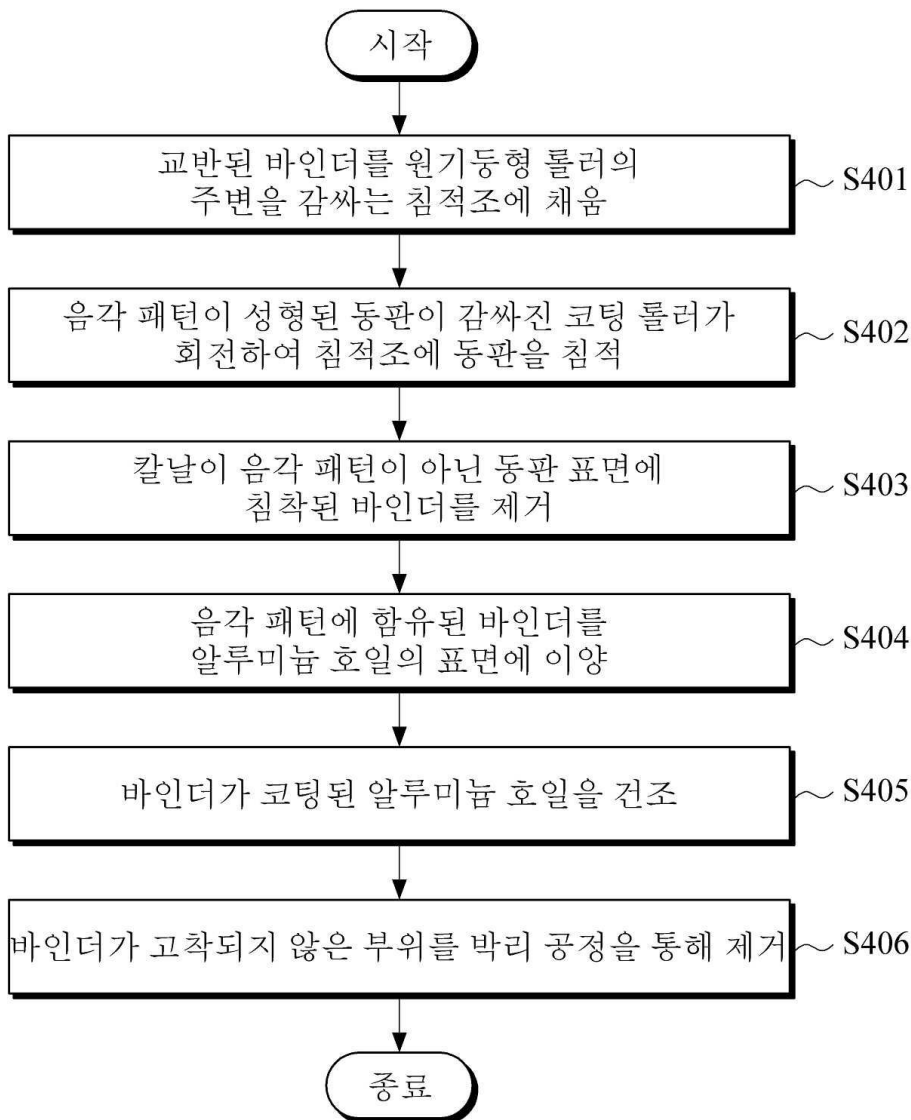 시작
교반된 바인더를 원기둥형 롤러의
주변을 감싸는 침적조에 채움
S401
음각 패턴이 성형된 동판이 감싸진 코팅 롤러가
회전하여 침적조에 동판을 침적
S402
칼날이 음각 패턴이 아닌 동판 표면에
침착된 바인더를 제거
S403
음각 패턴에 함유된 바인더를
알루미늄 호일의 표면에 이양
S404
바인더가 코팅된 알루미늄 호일을 건조
S405
바인더가 고착되지 않은 부위를 박리 공정을 통해 제거
S406
종료